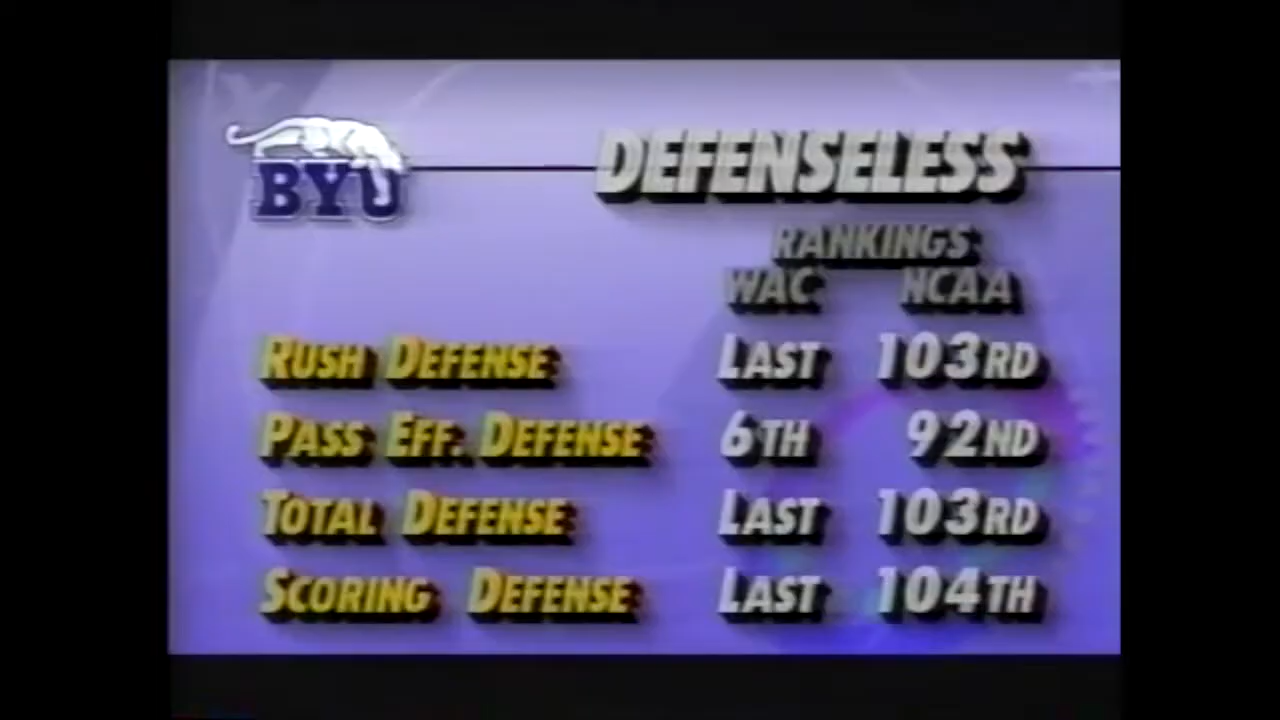 BYU
DEFENSELESS
RANKINGS
WAC NCAA
RUSH DEFENSE LAST 103RD
PASS EFF. DEFENSE 6TH 92ND
TOTAL DEFENSE LAST 103RD
SCORING DEFENSE LAST 104TH